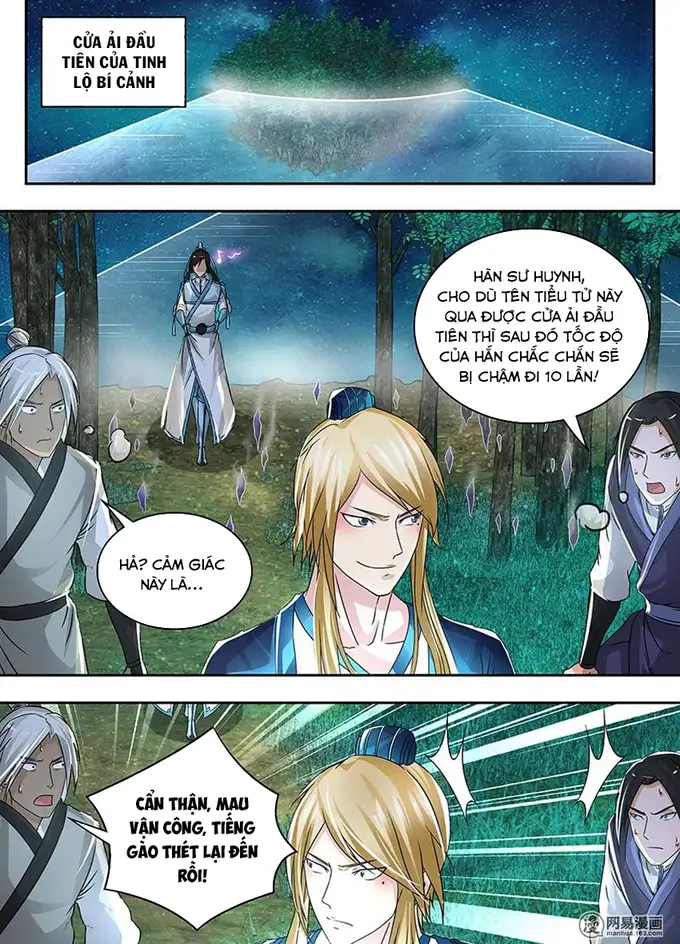 CỬA ẢI ĐẦU
TIÊN CỦA TINH
LỘ BÍ CẢNH
HÀN SƯ HUYNH,
CHO DÙ TÊN TIỂU TỬ NÀY
QUA ĐƯỢC CỬA ẢI ĐẦU
TIÊN THÌ SAU ĐÓ TỐC ĐỘ
CỦA HẮN CHẮC CHẮN SẼ
BỊ CHẬM ĐI 10 LẦN!
HẢ? CẢM GIÁC
NÀY LÀ...
CẨN THẬN, MAU
VẬN CÔNG, TIẾNG
GÀO THÉT LẠI ĐẾN
RỒI!
网易漫画
manhua.163.com